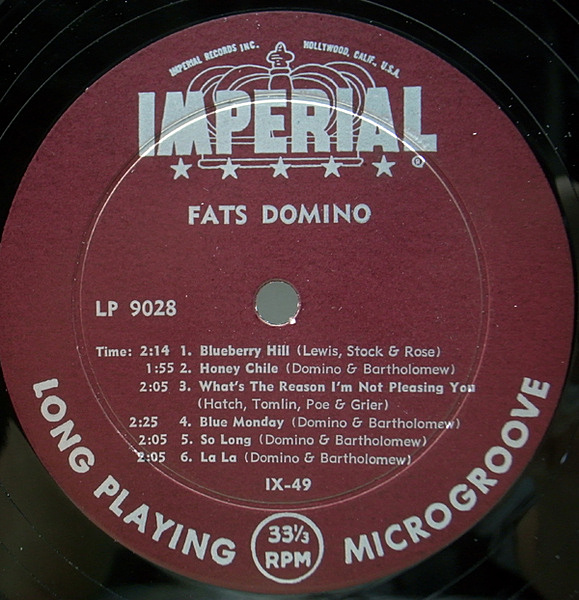 IMPERIAL RECORDS INC. HOLLYWOOD, CALIF., U.S.A.
IMPERIAL
®
FATS DOMINO
LP 9028
Time: 2:14 1. Blueberry Hill (Lewis, Stock & Rose)
1:55 2. Honey Chile (Domino & Bartholomew)
2:05 3. What's The Reason I'm Not Pleasing You
(Hatch, Tomlin, Poe & Grier)
2:25 4. Blue Monday (Domino & Bartholomew)
2:05 5. So Long (Domino & Bartholomew)
2:05 6. La La (Domino & Bartholomew)
IX-49
LONG PLAYING MICROGROOVE
33⅓
RPM